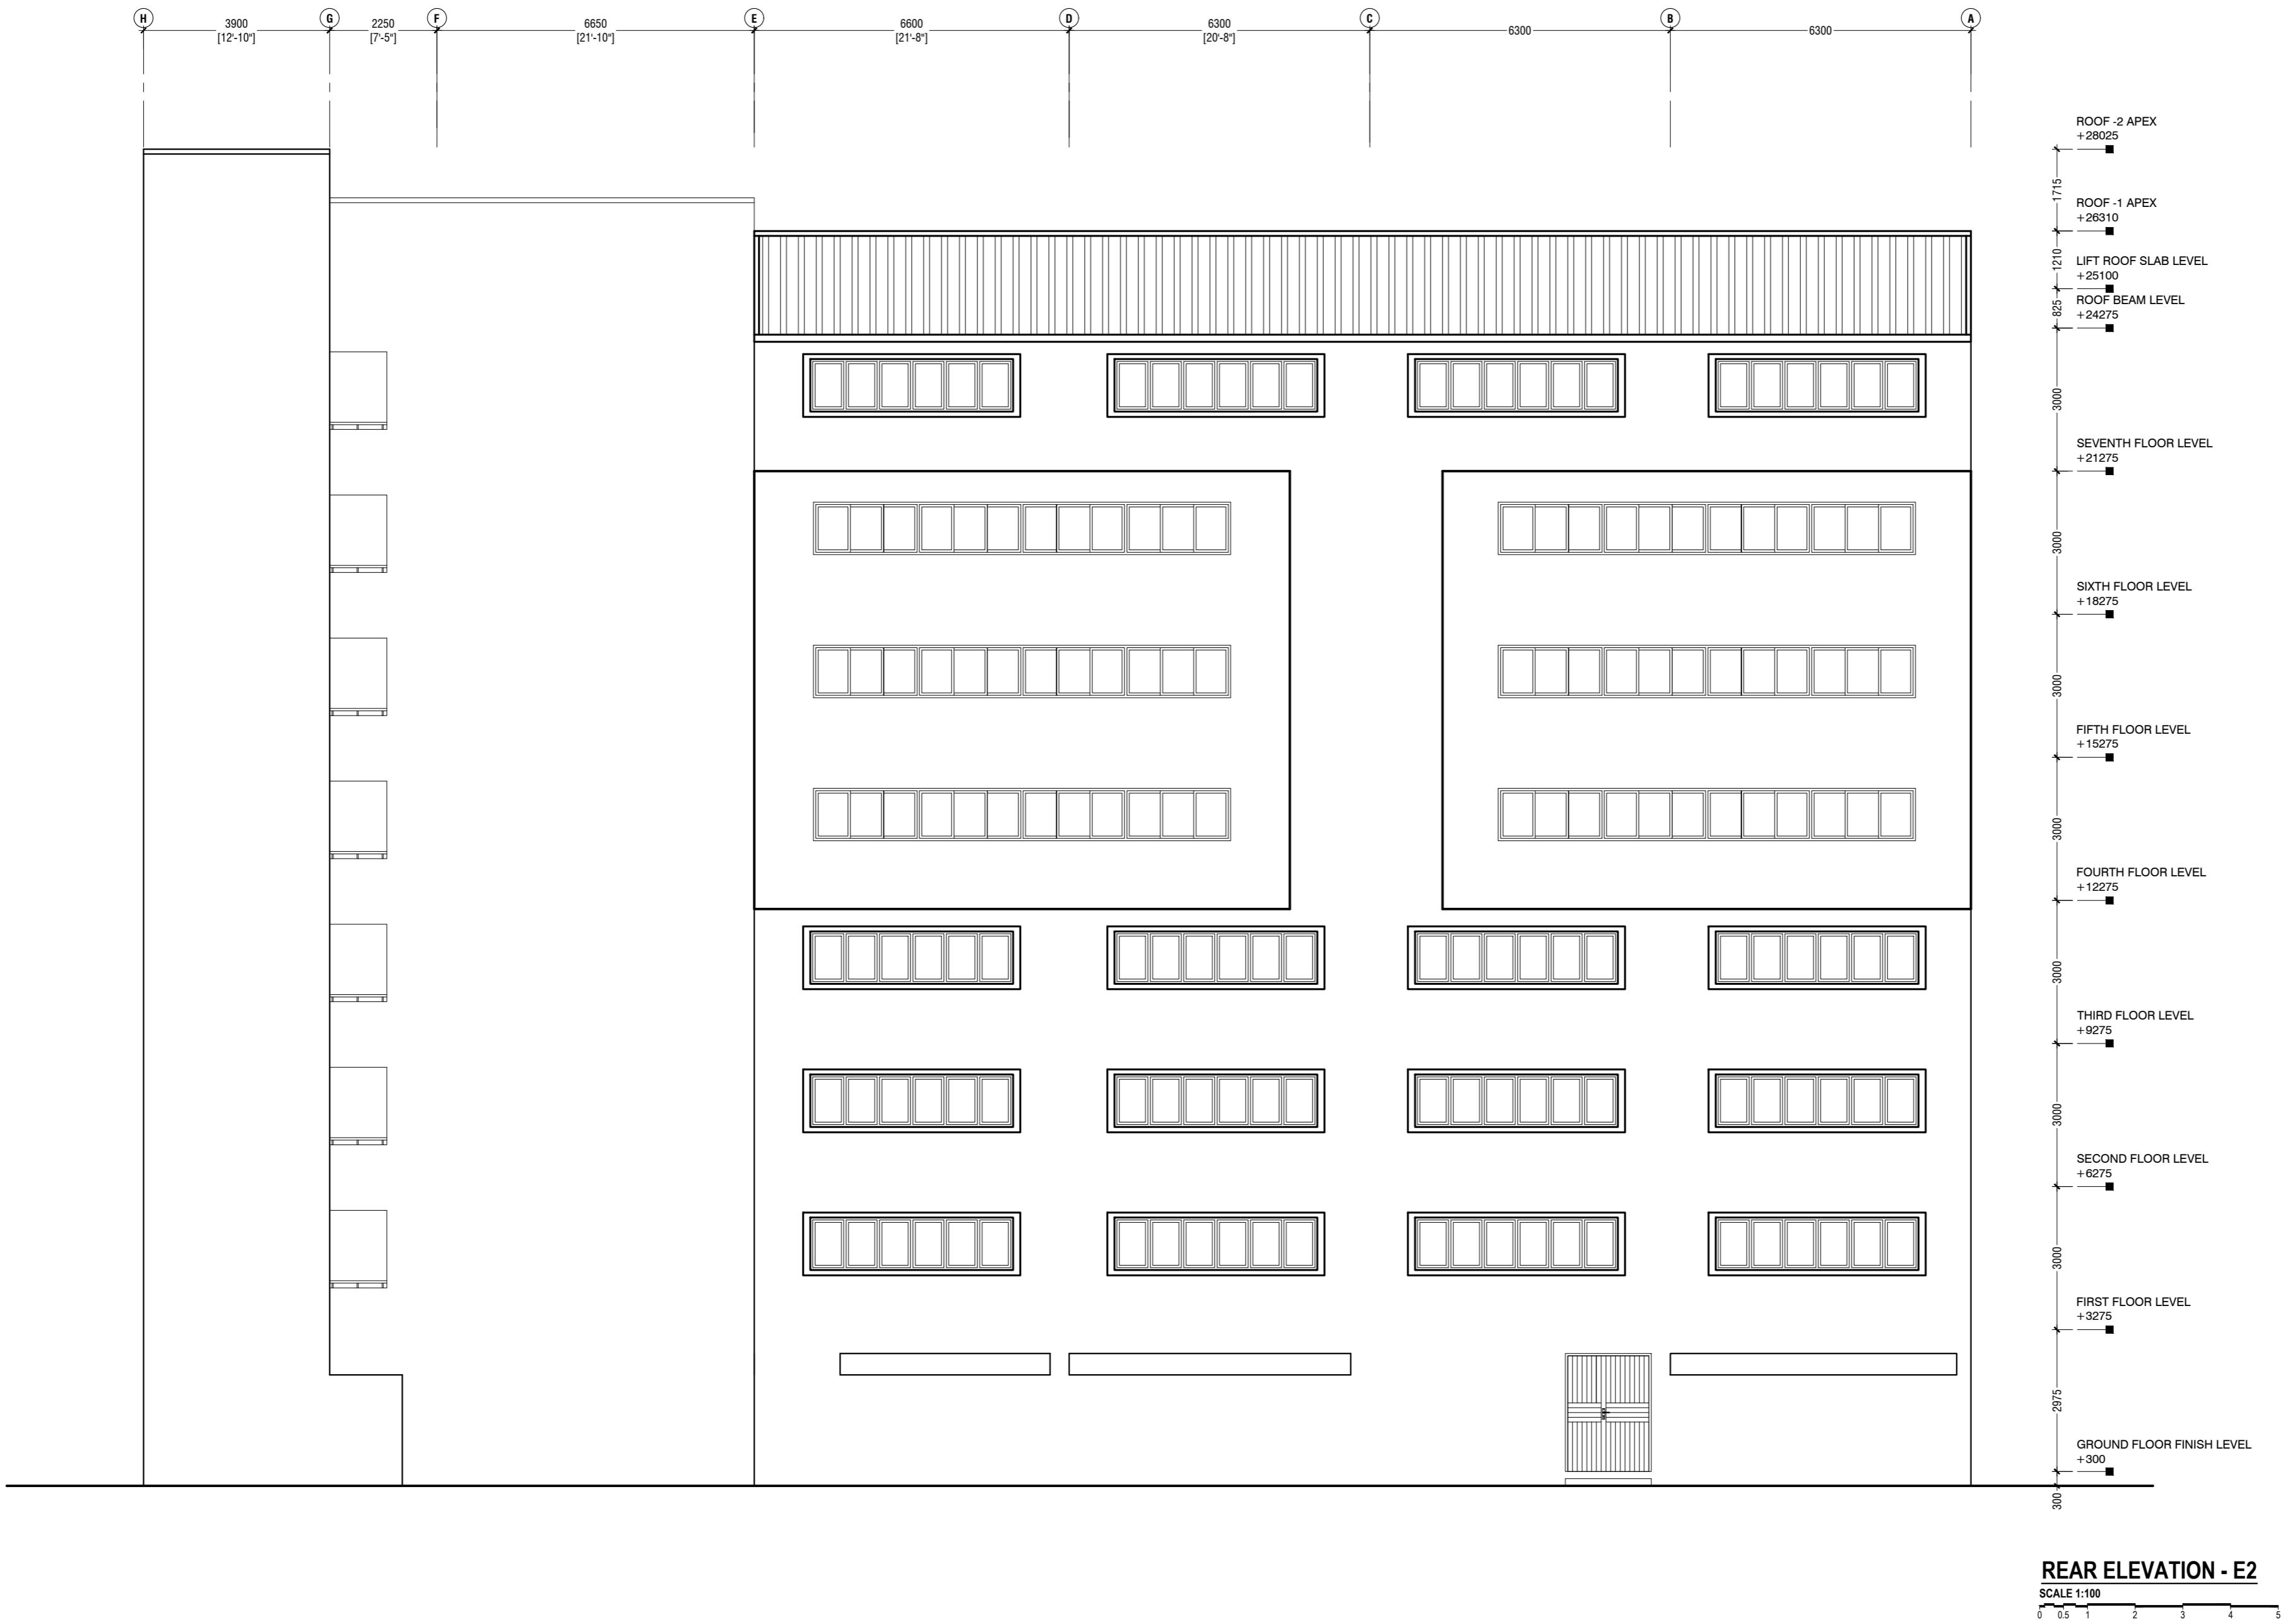 H G F E D C B A
3900 2250 6650 6600 6300 6300 6300
[12'-10"] [7'-5"] [21'-10"] [21'-8"] [20'-8"]
ROOF -2 APEX
+28025
1715
ROOF -1 APEX
+26310
1210
LIFT ROOF SLAB LEVEL
+25100
825
ROOF BEAM LEVEL
+24275
3000
SEVENTH FLOOR LEVEL
+21275
3000
SIXTH FLOOR LEVEL
+18275
3000
FIFTH FLOOR LEVEL
+15275
3000
FOURTH FLOOR LEVEL
+12275
3000
THIRD FLOOR LEVEL
+9275
3000
SECOND FLOOR LEVEL
+6275
3000
FIRST FLOOR LEVEL
+3275
2975
GROUND FLOOR FINISH LEVEL
+300
300
REAR ELEVATION - E2
SCALE 1:100
0 0.5 1 2 3 4 5